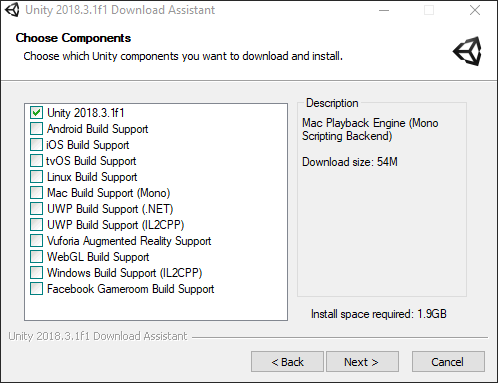 Unity 2018.3.1f1 Download Assistant
Choose Components
Choose which Unity components you want to download and install.
Unity 2018.3.1f1
Android Build Support
iOS Build Support
tvOS Build Support
Linux Build Support
Mac Build Support (Mono)
UWP Build Support (.NET)
UWP Build Support (IL2CPP)
Vuforia Augmented Reality Support
WebGL Build Support
Windows Build Support (IL2CPP)
Facebook Gameroom Build Support
Description
Mac Playback Engine (Mono
Scripting Backend)
Download size: 54M
Install space required: 1.9GB
Unity 2018.3.1f1 Download Assistant
< Back
Next >
Cancel